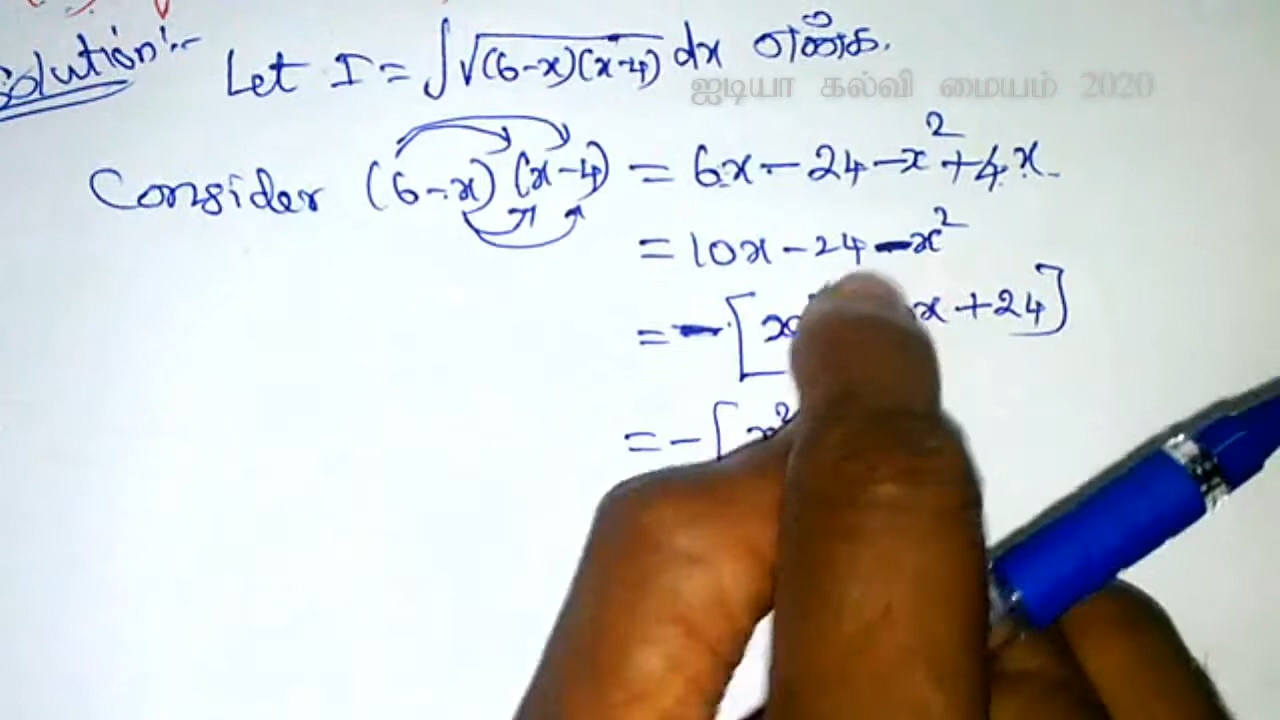 Solution:-
Let I = ∫√(6-x)(x-4) dx என்க.
ஐடியா கல்வி மையம் 2020
Consider (6-x) (x-4) = 6x - 24 - x² + 4x
= 10x - 24 - x²
= - [x x + 24]
= - [x²